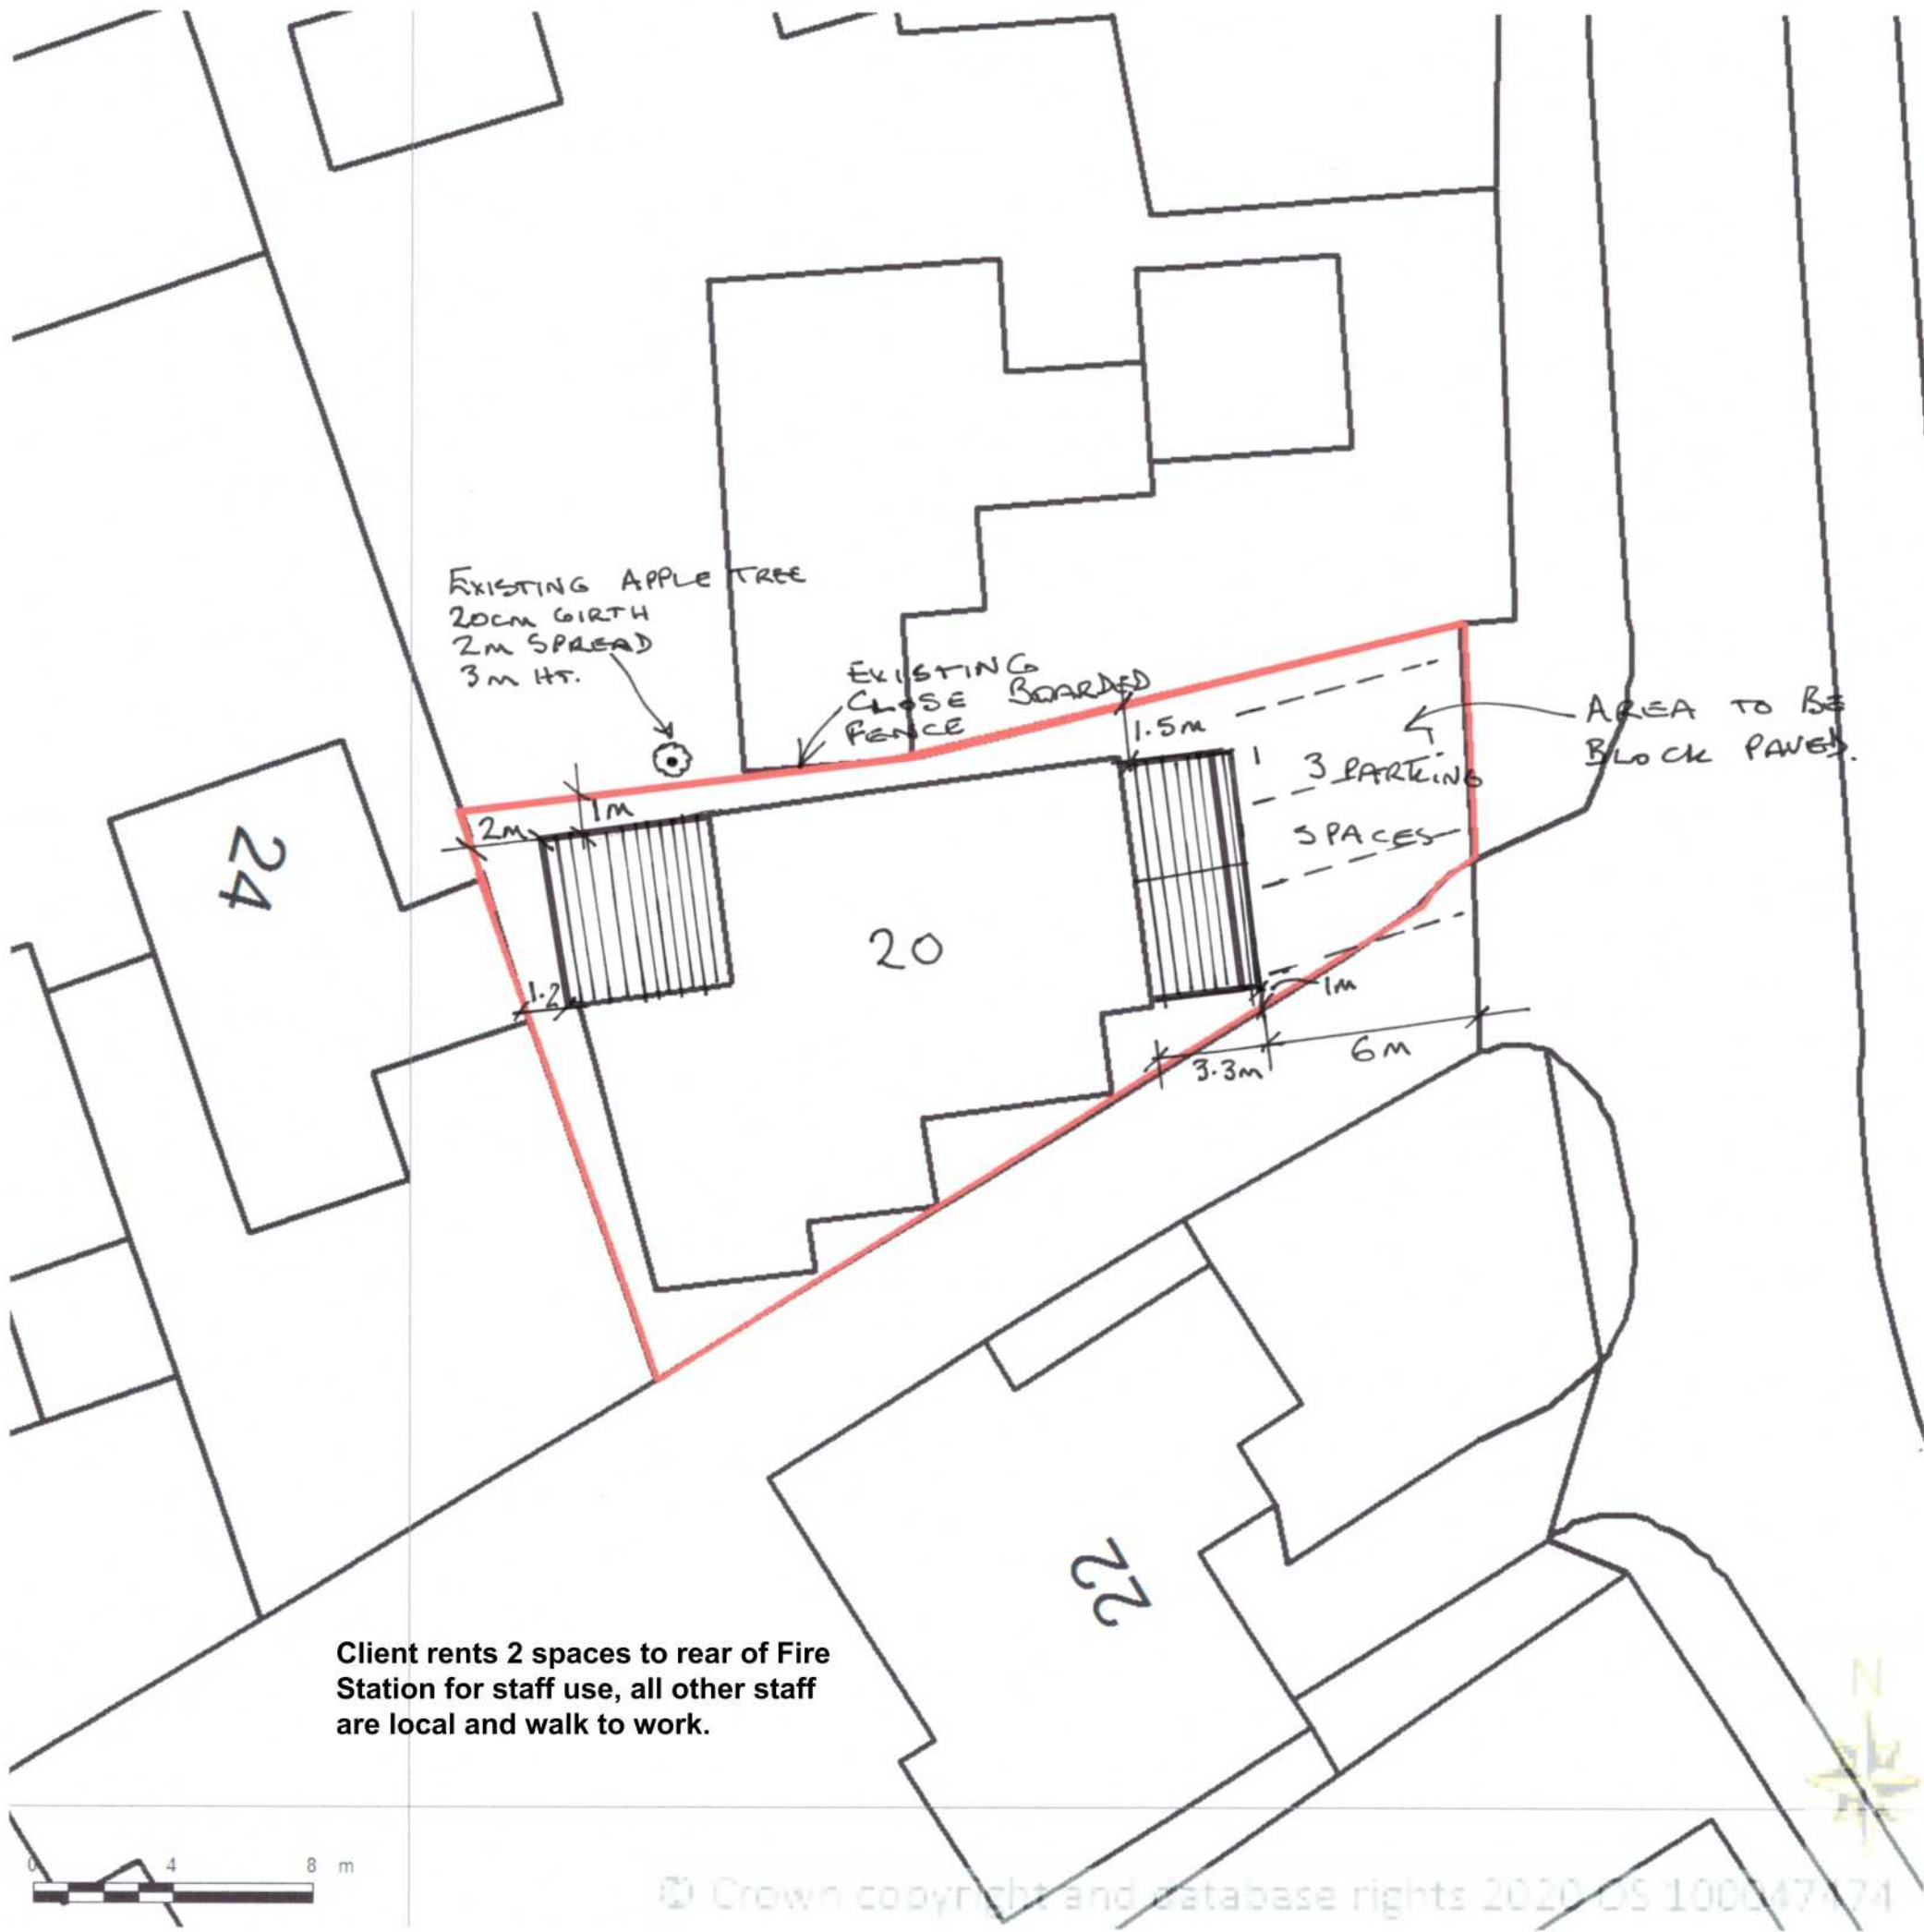 EXISTING APPLE TREE
20cm GIRTH
2m SPREAD
3m HT.
EXISTING
CLOSE BOARDED
FENCE
1.5m
AREA TO BE
BLOCK PAVED.
3 PARKING
SPACES
1m
2m
24
20
1.2
1m
3.3m
6m
22
Client rents 2 spaces to rear of Fire
Station for staff use, all other staff
are local and walk to work.
N
0 4 8 m
© Crown copyright and database rights 2020 OS 100047474